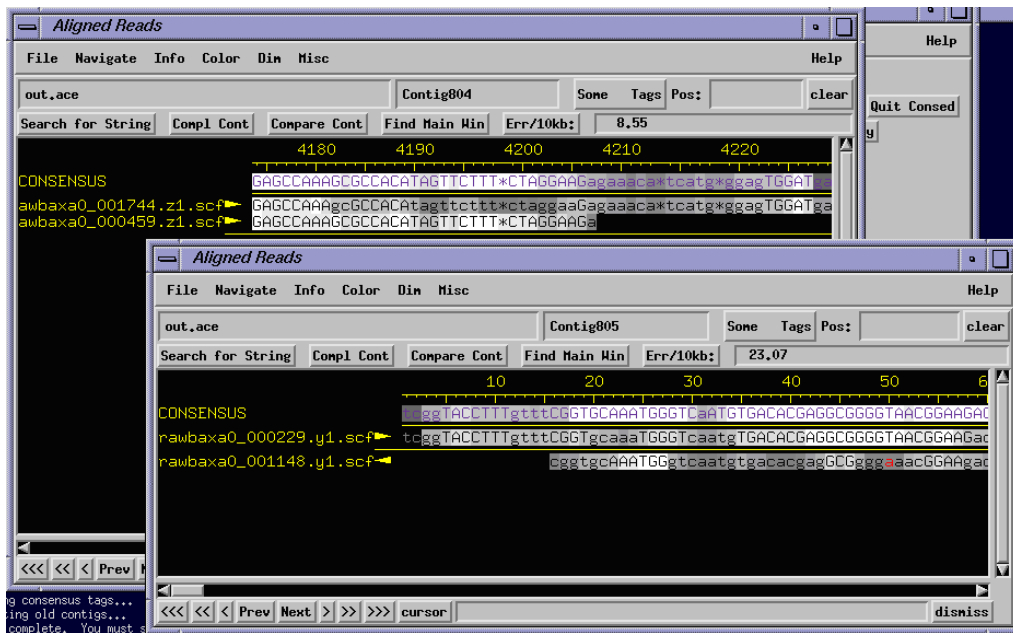 Aligned Reads
File Navigate Info Color Dim Misc Help
Help
out.ace Contig804 Some Tags Pos: clear
Quit Consed
Search for String Compl Cont Compare Cont Find Main Win Err/10kb: 8.55
y
4180 4190 4200 4210 4220
CONSENSUS GAGCCAAAGCGCCACATAGTTCTTT*CTAGGAAGagaaaca*tcatg*ggagTGGATga
awbaxa0_001744.z1.scf GAGCCAAAgcGCCACAtagttcttt*ctaggaaGagaaaca*tcatg*ggagTGGATga
awbaxa0_000459.z1.scf GAGCCAAAGCGCCACATAGTTCTTT*CTAGGAAGa
Aligned Reads
File Navigate Info Color Dim Misc Help
out.ace Contig805 Some Tags Pos: clear
Search for String Compl Cont Compare Cont Find Main Win Err/10kb: 23.07
10 20 30 40 50 6
CONSENSUS tcggTACCTTTgtttCGGTGCAAATGGGTCaATGTGACACGAGGCGGGGTAACGGAAGAC
rawbaxa0_000229.y1.scf tcggTACCTTTgtttCGGTgcaaaTGGGTcaatgTGACACGAGGCGGGGTAACGGAAGac
rawbaxa0_001148.y1.scf cggtgcAAATGGgtcaatgtgacacgagGCGgggaaacGGAAgac
<<< << < Prev
g consensus tags...
ting old contigs...
complete. You must s
<<< << < Prev Next > >> >>> cursor dismiss